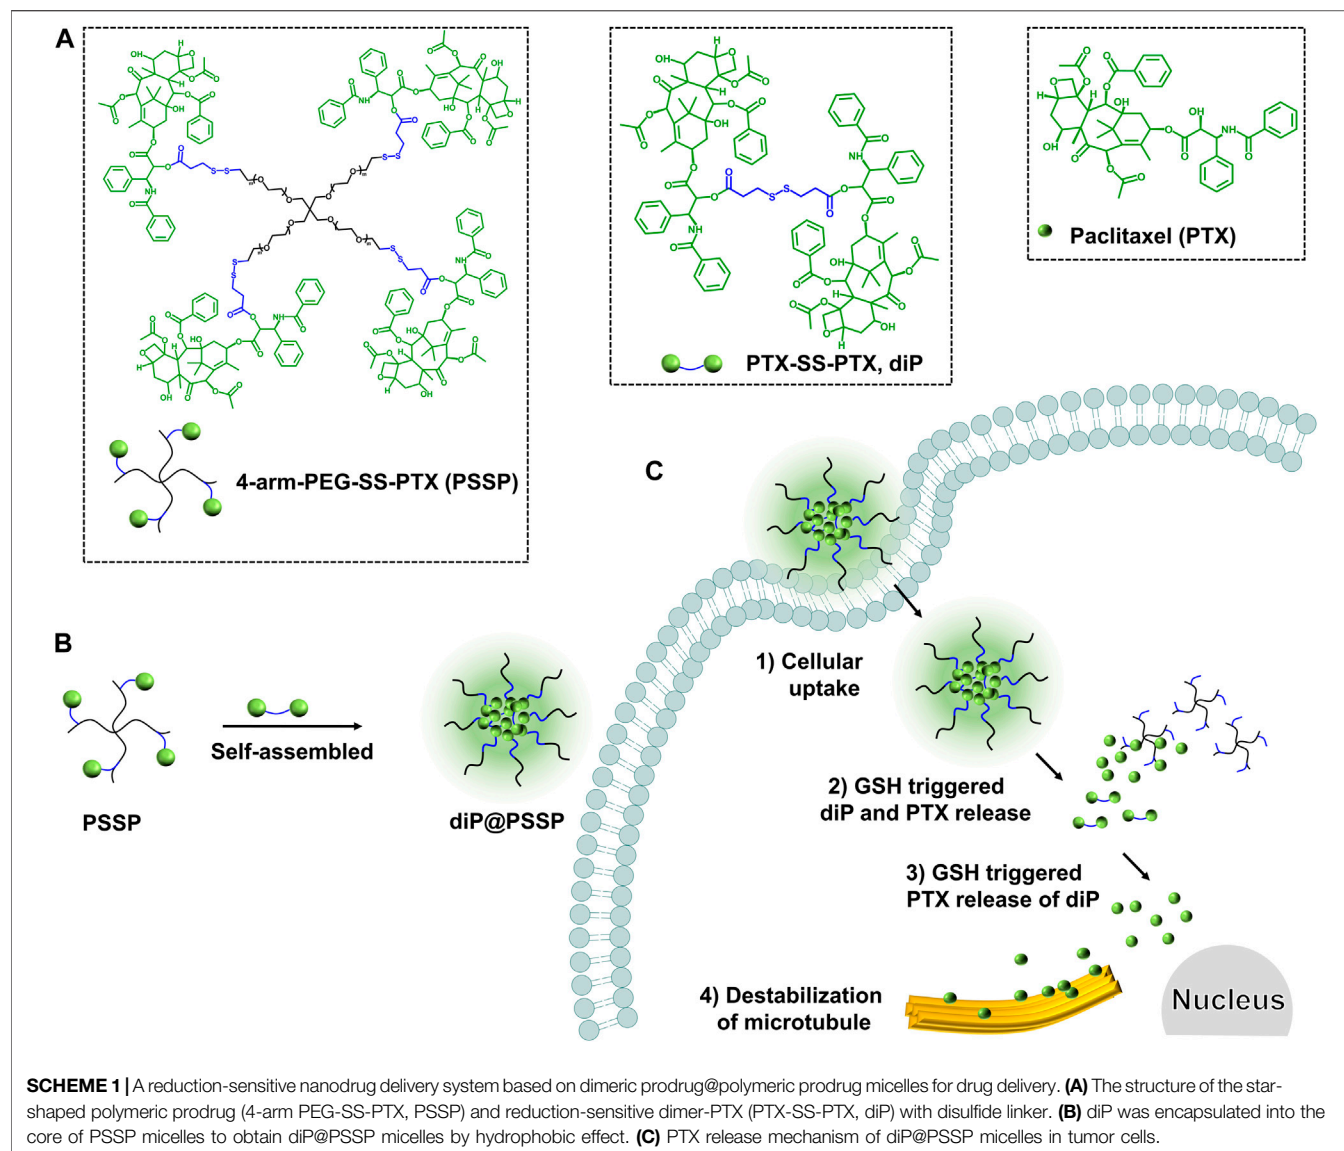 A
4-arm-PEG-SS-PTX (PSSP)
PTX-SS-PTX, diP
Paclitaxel (PTX)
B
PSSP
Self-assembled
diP@PSSP
C
1) Cellular
uptake
2) GSH triggered
diP and PTX release
3) GSH triggered
PTX release of diP
4) Destabilization
of microtubule
Nucleus
SCHEME 1 | A reduction-sensitive nanodrug delivery system based on dimeric prodrug@polymeric prodrug micelles for drug delivery. (A) The structure of the star-
shaped polymeric prodrug (4-arm PEG-SS-PTX, PSSP) and reduction-sensitive dimer-PTX (PTX-SS-PTX, diP) with disulfide linker. (B) diP was encapsulated into the
core of PSSP micelles to obtain diP@PSSP micelles by hydrophobic effect. (C) PTX release mechanism of diP@PSSP micelles in tumor cells.